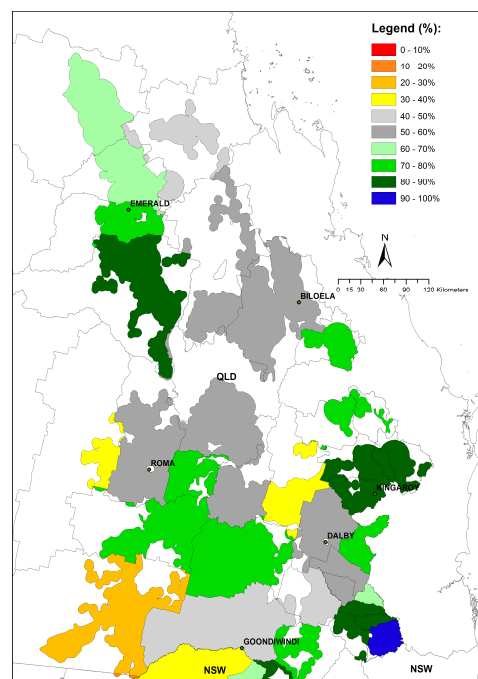 Legend (%):
0 - 10%
10 - 20%
20 - 30%
30 - 40%
40 - 50%
50 - 60%
60 - 70%
70 - 80%
80 - 90%
90 - 100%
EMERALD
N
0 15 30 60 90 120 Kilometers
BILOELA
QLD
ROMA
KINGAROY
DALBY
GOONDIWINDI
NSW
NSW